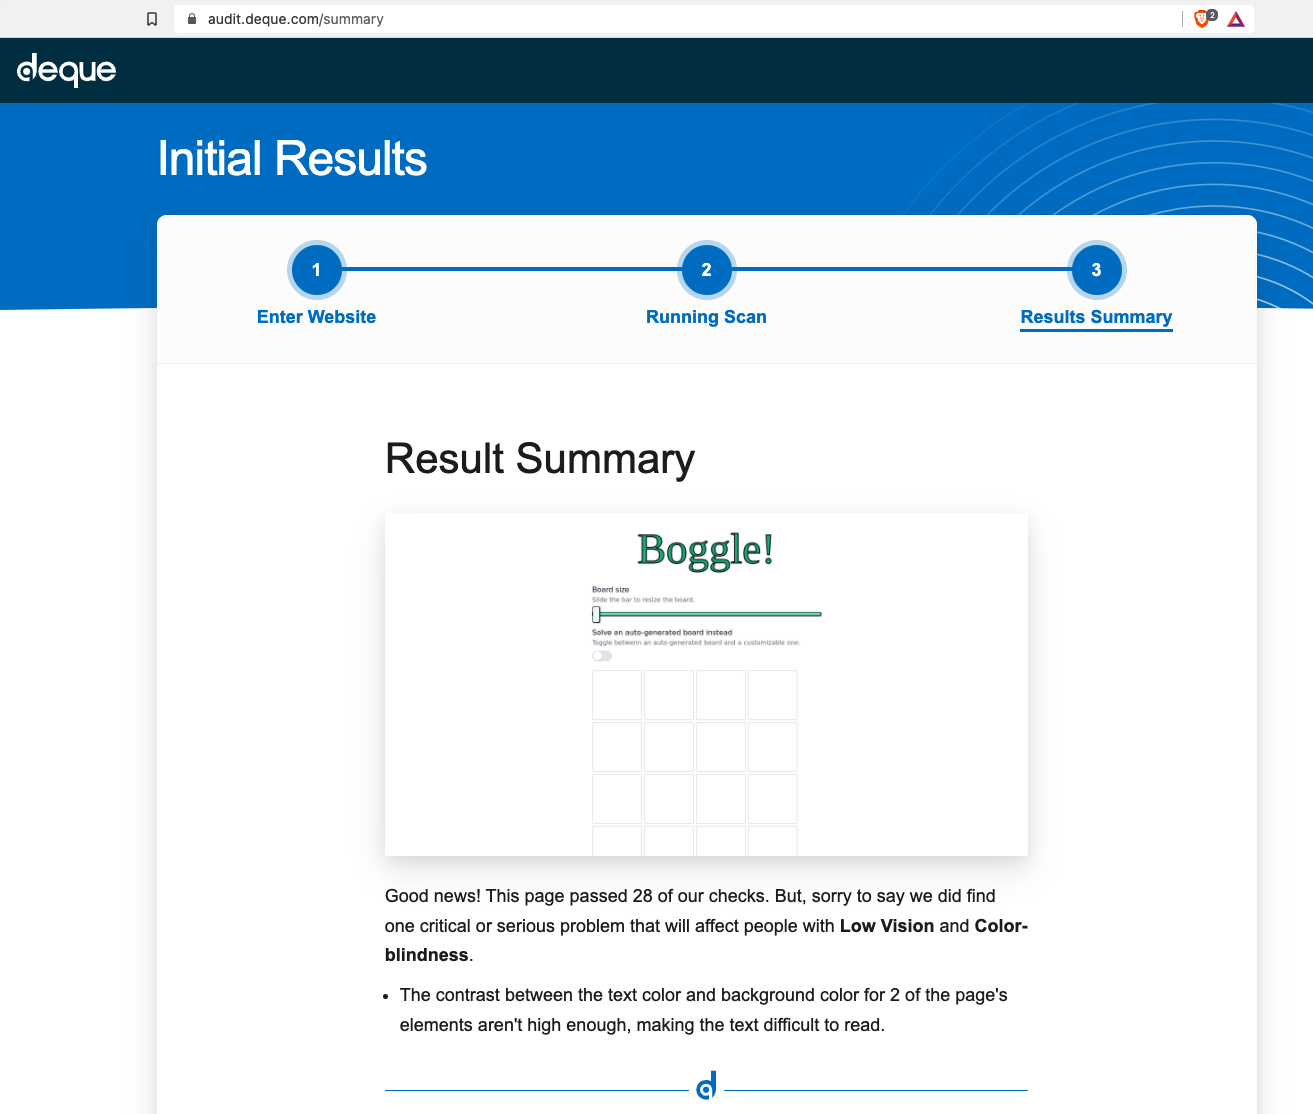 audit.deque.com/summary
2
deque
Initial Results
1
2
3
Enter Website
Running Scan
Results Summary
Result Summary
Boggle!
Board size
Slide the bar to resize the board.
Solve an auto-generated board instead
Toggle betwenn an auto-generated board and a customizable one.
Good news! This page passed 28 of our checks. But, sorry to say we did find
one critical or serious problem that will affect people with Low Vision and Color-
blindness.
• The contrast between the text color and background color for 2 of the page's
elements aren't high enough, making the text difficult to read.